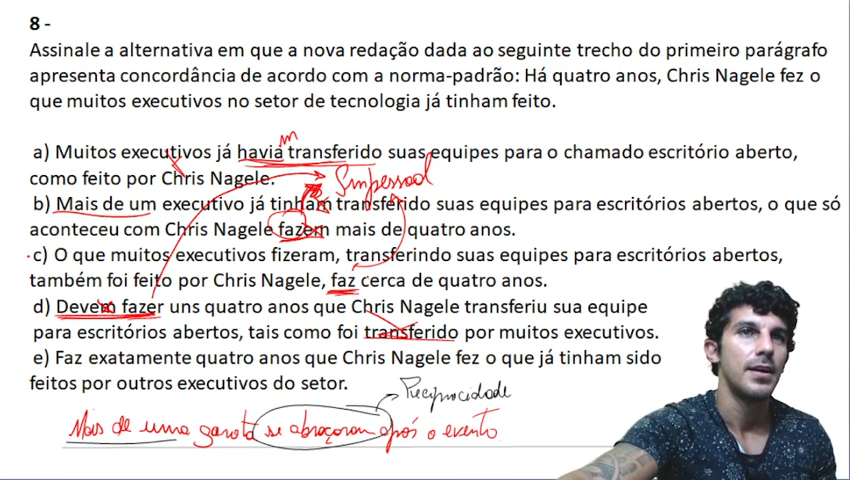 8 -
Assinale a alternativa em que a nova redação dada ao seguinte trecho do primeiro parágrafo
apresenta concordância de acordo com a norma-padrão: Há quatro anos, Chris Nagele fez o
que muitos executivos no setor de tecnologia já tinham feito.
m
a) Muitos executivos já havia transferido suas equipes para o chamado escritório aberto,
como feito por Chris Nagele.
Impessoal
b) Mais de um executivo já tinham transferido suas equipes para escritórios abertos, o que só
aconteceu com Chris Nagele fazem mais de quatro anos.
c) O que muitos executivos fizeram, transferindo suas equipes para escritórios abertos,
também foi feito por Chris Nagele, faz cerca de quatro anos.
d) Devem fazer uns quatro anos que Chris Nagele transferiu sua equipe
para escritórios abertos, tais como foi transferido por muitos executivos.
e) Faz exatamente quatro anos que Chris Nagele fez o que já tinham sido
feitos por outros executivos do setor.
Reciprocidade
Mais de uma garota se abraçaram após o evento